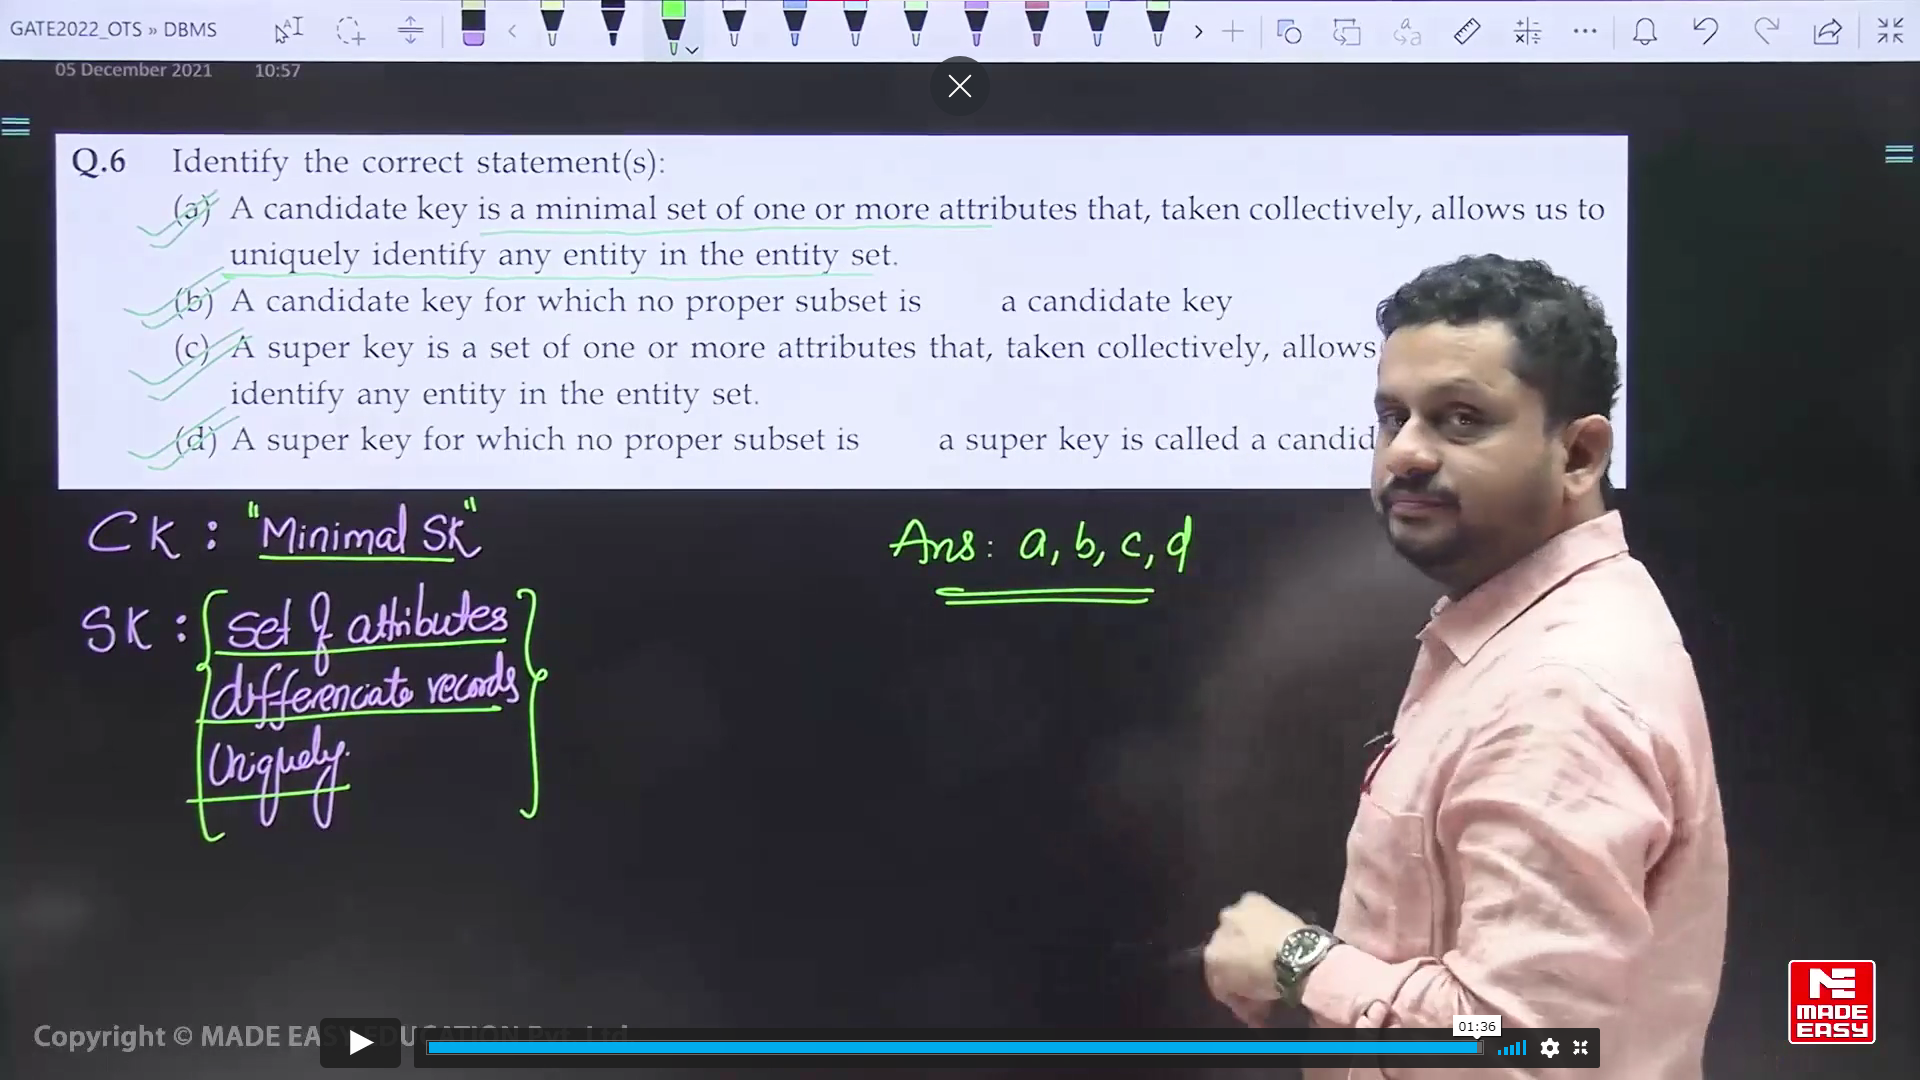 GATE2022_OTS » DBMS
05 December 2021 10:57
Q.6 Identify the correct statement(s):
(a) A candidate key is a minimal set of one or more attributes that, taken collectively, allows us to
uniquely identify any entity in the entity set.
(b) A candidate key for which no proper subset is a candidate key
(c) A super key is a set of one or more attributes that, taken collectively, allows
identify any entity in the entity set.
(d) A super key for which no proper subset is a super key is called a candid
CK : "Minimal SK"
Ans: a, b, c, d
SK : set of attributes
differenciate records
Uniquely.
MADE
EASY
Copyright © MADE EASY EDUCATION Pvt. Ltd.
01:36